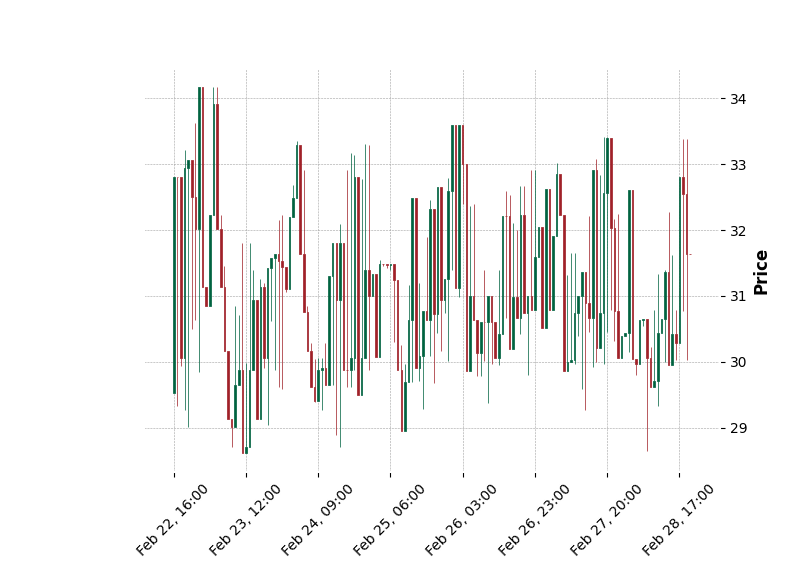 34
33
32
31
30
29
Price
Feb 22, 16:00
Feb 23, 12:00
Feb 24, 09:00
Feb 25, 06:00
Feb 26, 03:00
Feb 26, 23:00
Feb 27, 20:00
Feb 28, 17:00